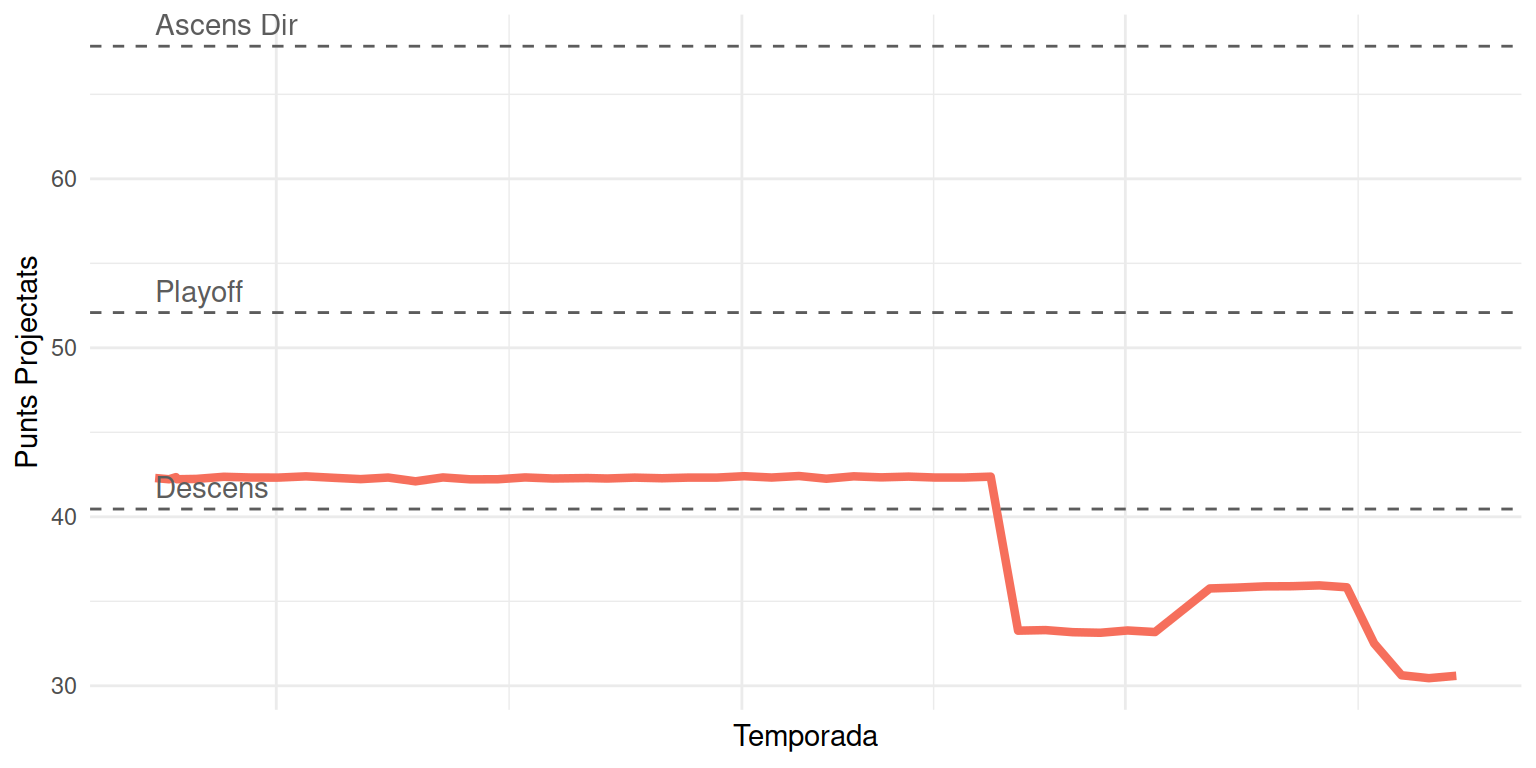 Ascens Dir
60
Playoff
50
Descens
40
30
Punts Projectats
Temporada